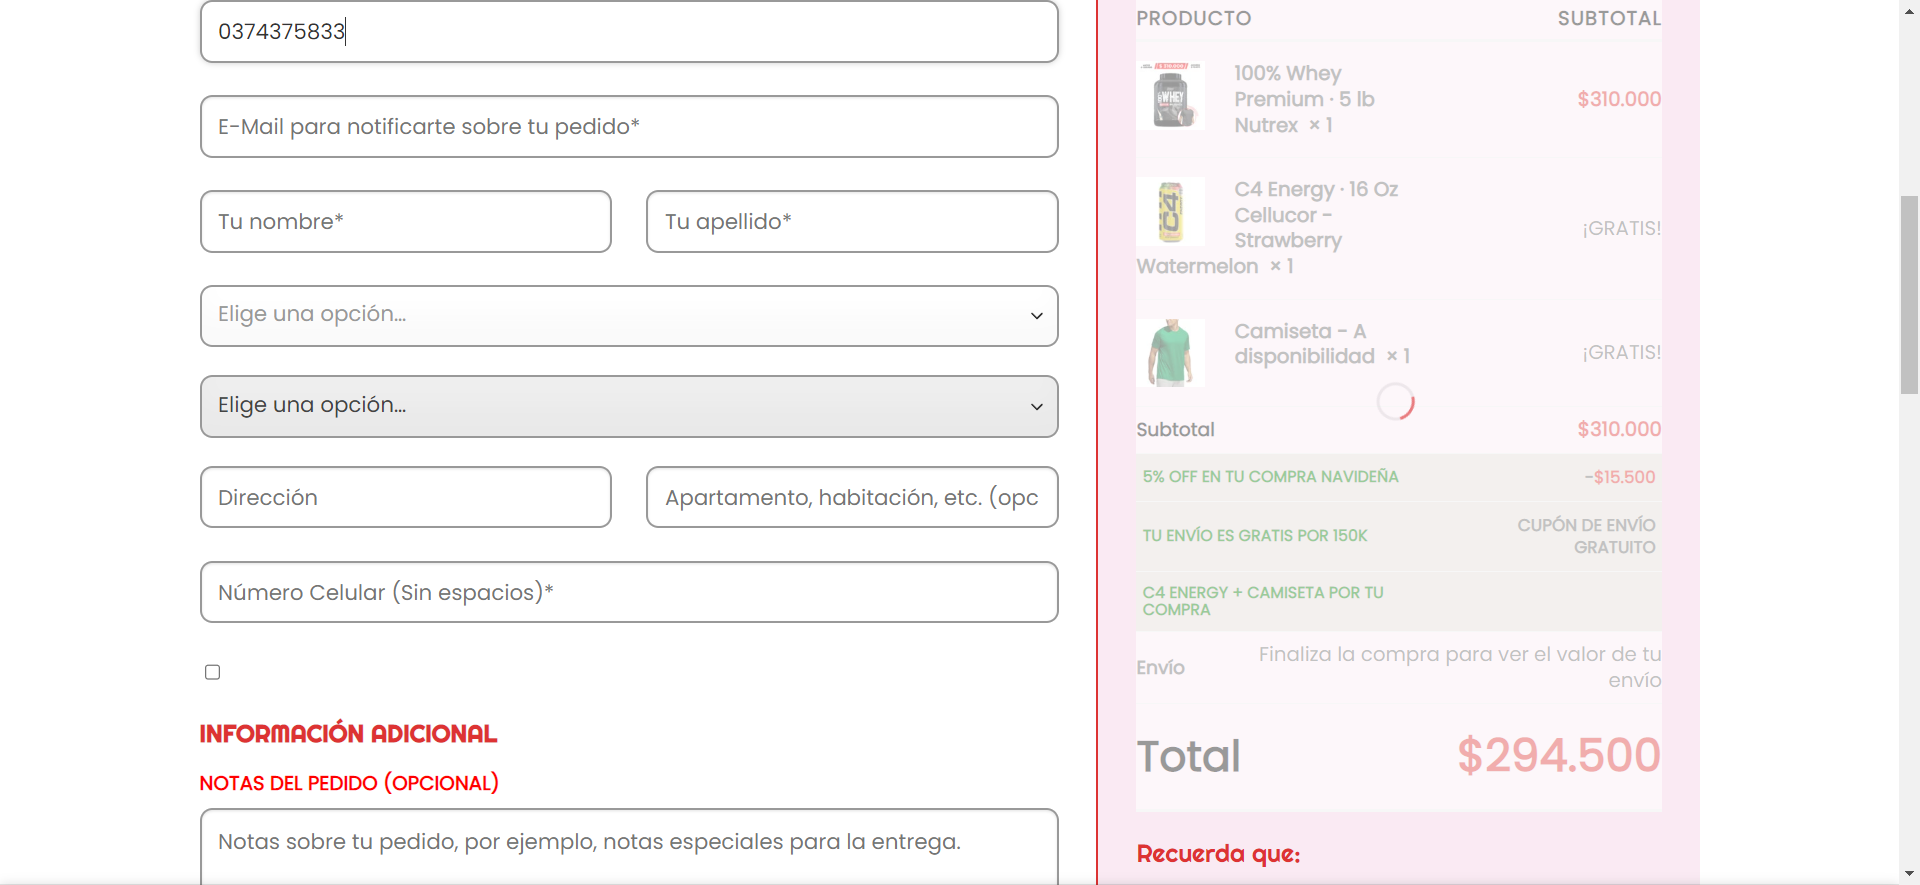 0374375833
E-Mail para notificarte sobre tu pedido*
Tu nombre*
Tu apellido*
Elige una opción...
Elige una opción...
Dirección
Apartamento, habitación, etc. (opc
Número Celular (Sin espacios)*
INFORMACIÓN ADICIONAL
NOTAS DEL PEDIDO (OPCIONAL)
Notas sobre tu pedido, por ejemplo, notas especiales para la entrega.
PRODUCTO SUBTOTAL
WHEY
100% Whey
Premium · 5 lb
Nutrex × 1
$310.000
C4
C4 Energy · 16 Oz
Cellucor -
Strawberry
Watermelon × 1
¡GRATIS!
Camiseta - A
disponibilidad × 1
¡GRATIS!
Subtotal $310.000
5% OFF EN TU COMPRA NAVIDEÑA -$15.500
TU ENVÍO ES GRATIS POR 150K
CUPÓN DE ENVÍO
GRATUITO
C4 ENERGY + CAMISETA POR TU
COMPRA
Envío
Finaliza la compra para ver el valor de tu
envío
Total $294.500
Recuerda que: